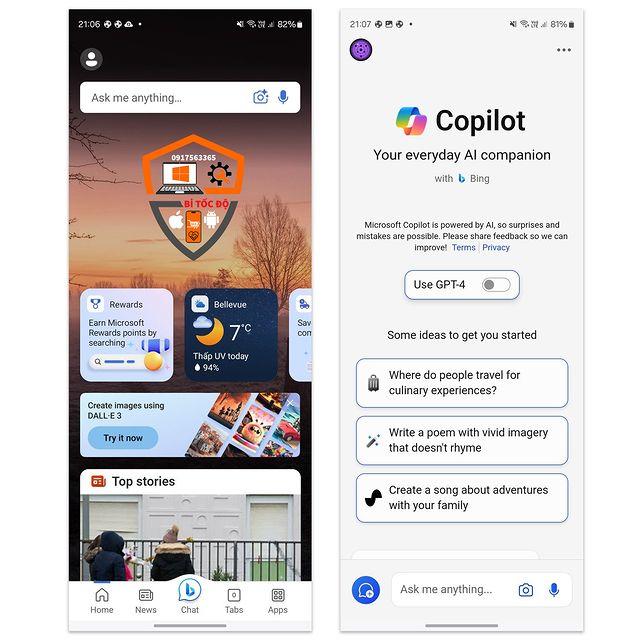 21:06
82%
Ask me anything...
0917563365
BỊ TỐC ĐỘ
Rewards
Earn Microsoft
Rewards points by
searching
Bellevue
7°C
Thấp UV today
94%
Sav
com
Create images using
DALL·E 3
Try it now
Top stories
Home
News
Chat
Tabs
Apps
21:07
81%
Copilot
Your everyday AI companion
with Bing
Microsoft Copilot is powered by AI, so surprises and
mistakes are possible. Please share feedback so we can
improve! Terms | Privacy
Use GPT-4
Some ideas to get you started
Where do people travel for
culinary experiences?
Write a poem with vivid imagery
that doesn't rhyme
Create a song about adventures
with your family
Ask me anything...